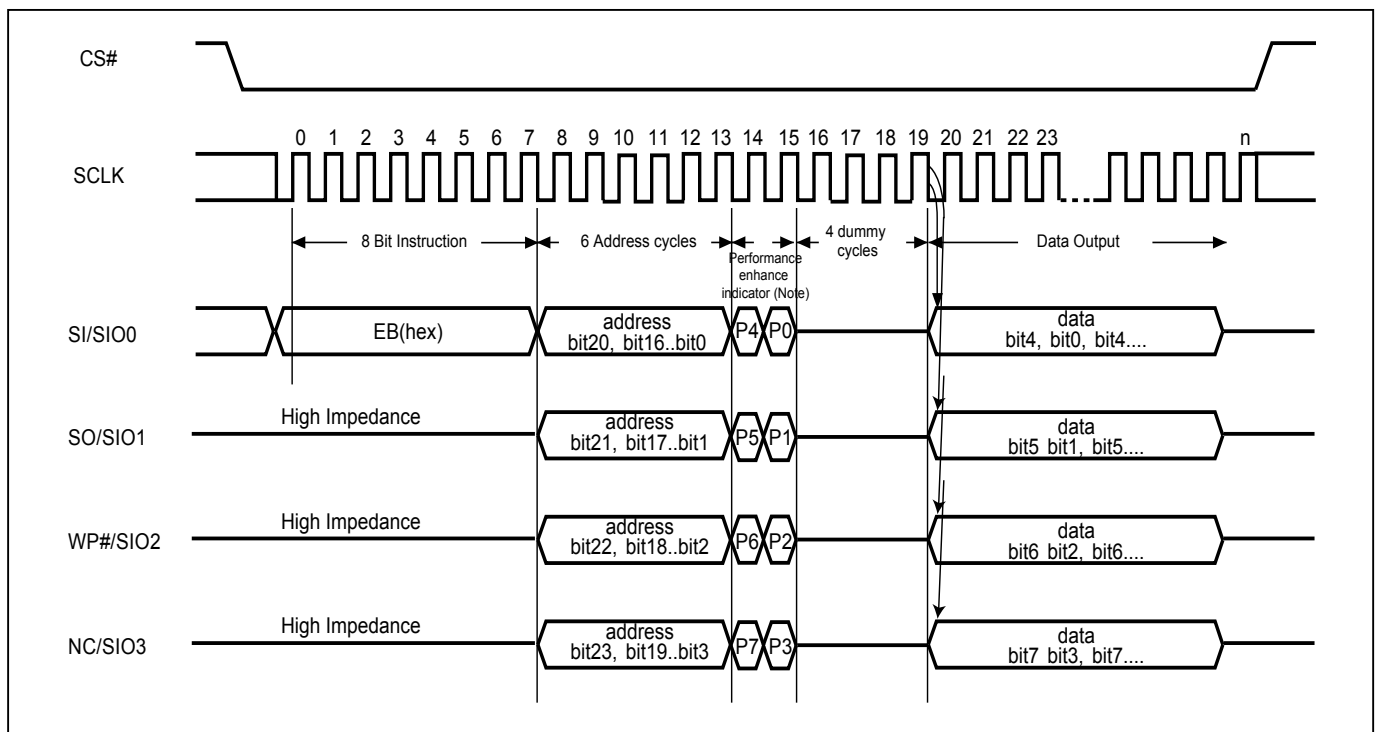 CS#
0 1 2 3 4 5 6 7 8 9 10 11 12 13 14 15 16 17 18 19 20 21 22 23 n
SCLK
8 Bit Instruction
6 Address cycles
Performance
enhance
indicator (Note)
4 dummy
cycles
Data Output
SI/SIO0
EB(hex)
address
bit20, bit16..bit0
P4 P0
data
bit4, bit0, bit4....
SO/SIO1
High Impedance
address
bit21, bit17..bit1
P5 P1
data
bit5 bit1, bit5....
WP#/SIO2
High Impedance
address
bit22, bit18..bit2
P6 P2
data
bit6 bit2, bit6....
NC/SIO3
High Impedance
address
bit23, bit19..bit3
P7 P3
data
bit7 bit3, bit7....